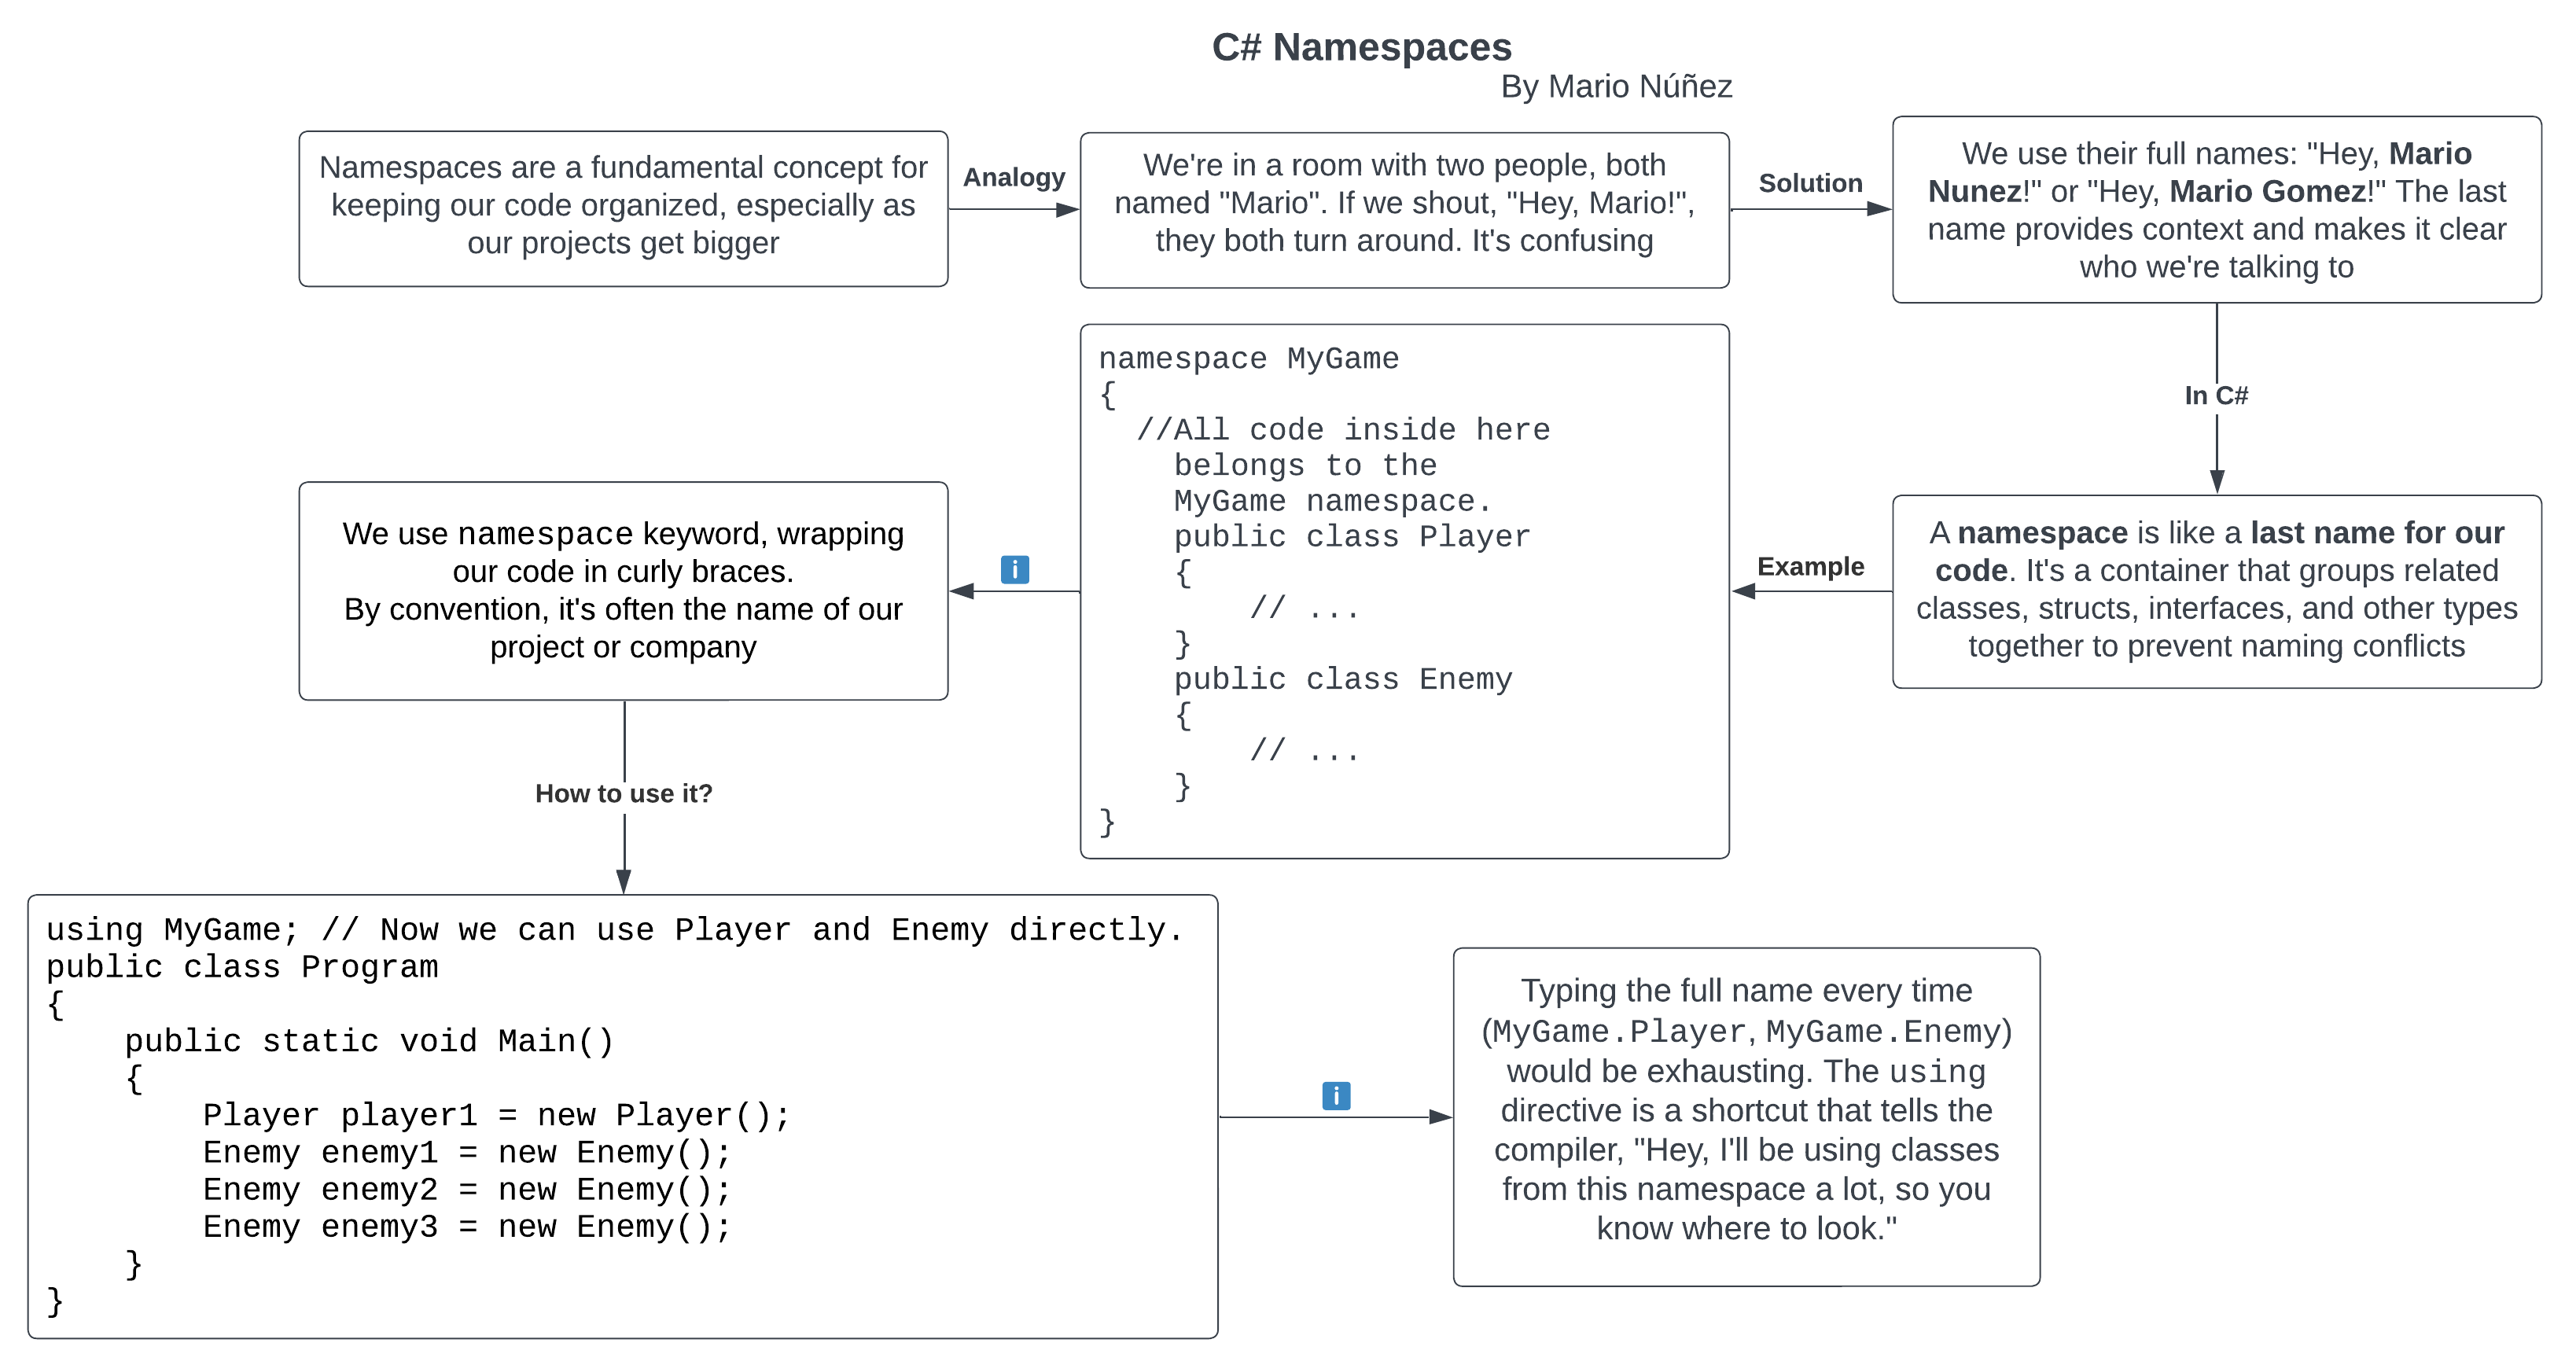 C# Namespaces
By Mario Núñez
Namespaces are a fundamental concept for
keeping our code organized, especially as
our projects get bigger
Analogy
We're in a room with two people, both
named "Mario". If we shout, "Hey, Mario!",
they both turn around. It's confusing
Solution
We use their full names: "Hey, Mario
Nunez!" or "Hey, Mario Gomez!" The last
name provides context and makes it clear
who we're talking to
In C#
A namespace is like a last name for our
code. It's a container that groups related
classes, structs, interfaces, and other types
together to prevent naming conflicts
Example
namespace MyGame
{
  //All code inside here
    belongs to the
    MyGame namespace.
    public class Player
    {
        // ...
    }
    public class Enemy
    {
        // ...
    }
}
i
We use namespace keyword, wrapping
our code in curly braces.
By convention, it's often the name of our
project or company
How to use it?
using MyGame; // Now we can use Player and Enemy directly.
public class Program
{
    public static void Main()
    {
        Player player1 = new Player();
        Enemy enemy1 = new Enemy();
        Enemy enemy2 = new Enemy();
        Enemy enemy3 = new Enemy();
    }
}
i
Typing the full name every time
(MyGame.Player, MyGame.Enemy)
would be exhausting. The using
directive is a shortcut that tells the
compiler, "Hey, I'll be using classes
from this namespace a lot, so you
know where to look."